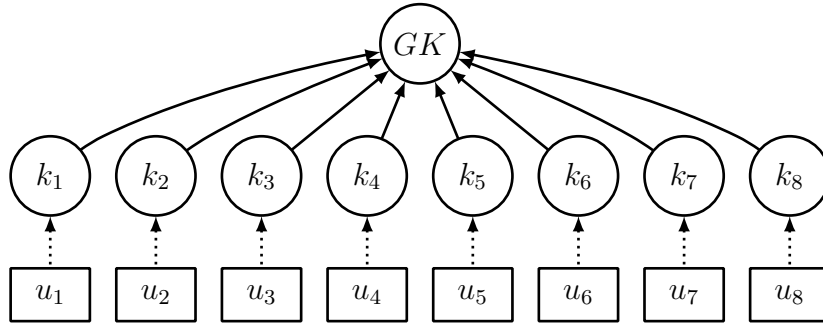 GK
k₁ k₂ k₃ k₄ k₅ k₆ k₇ k₈
u₁ u₂ u₃ u₄ u₅ u₆ u₇ u₈